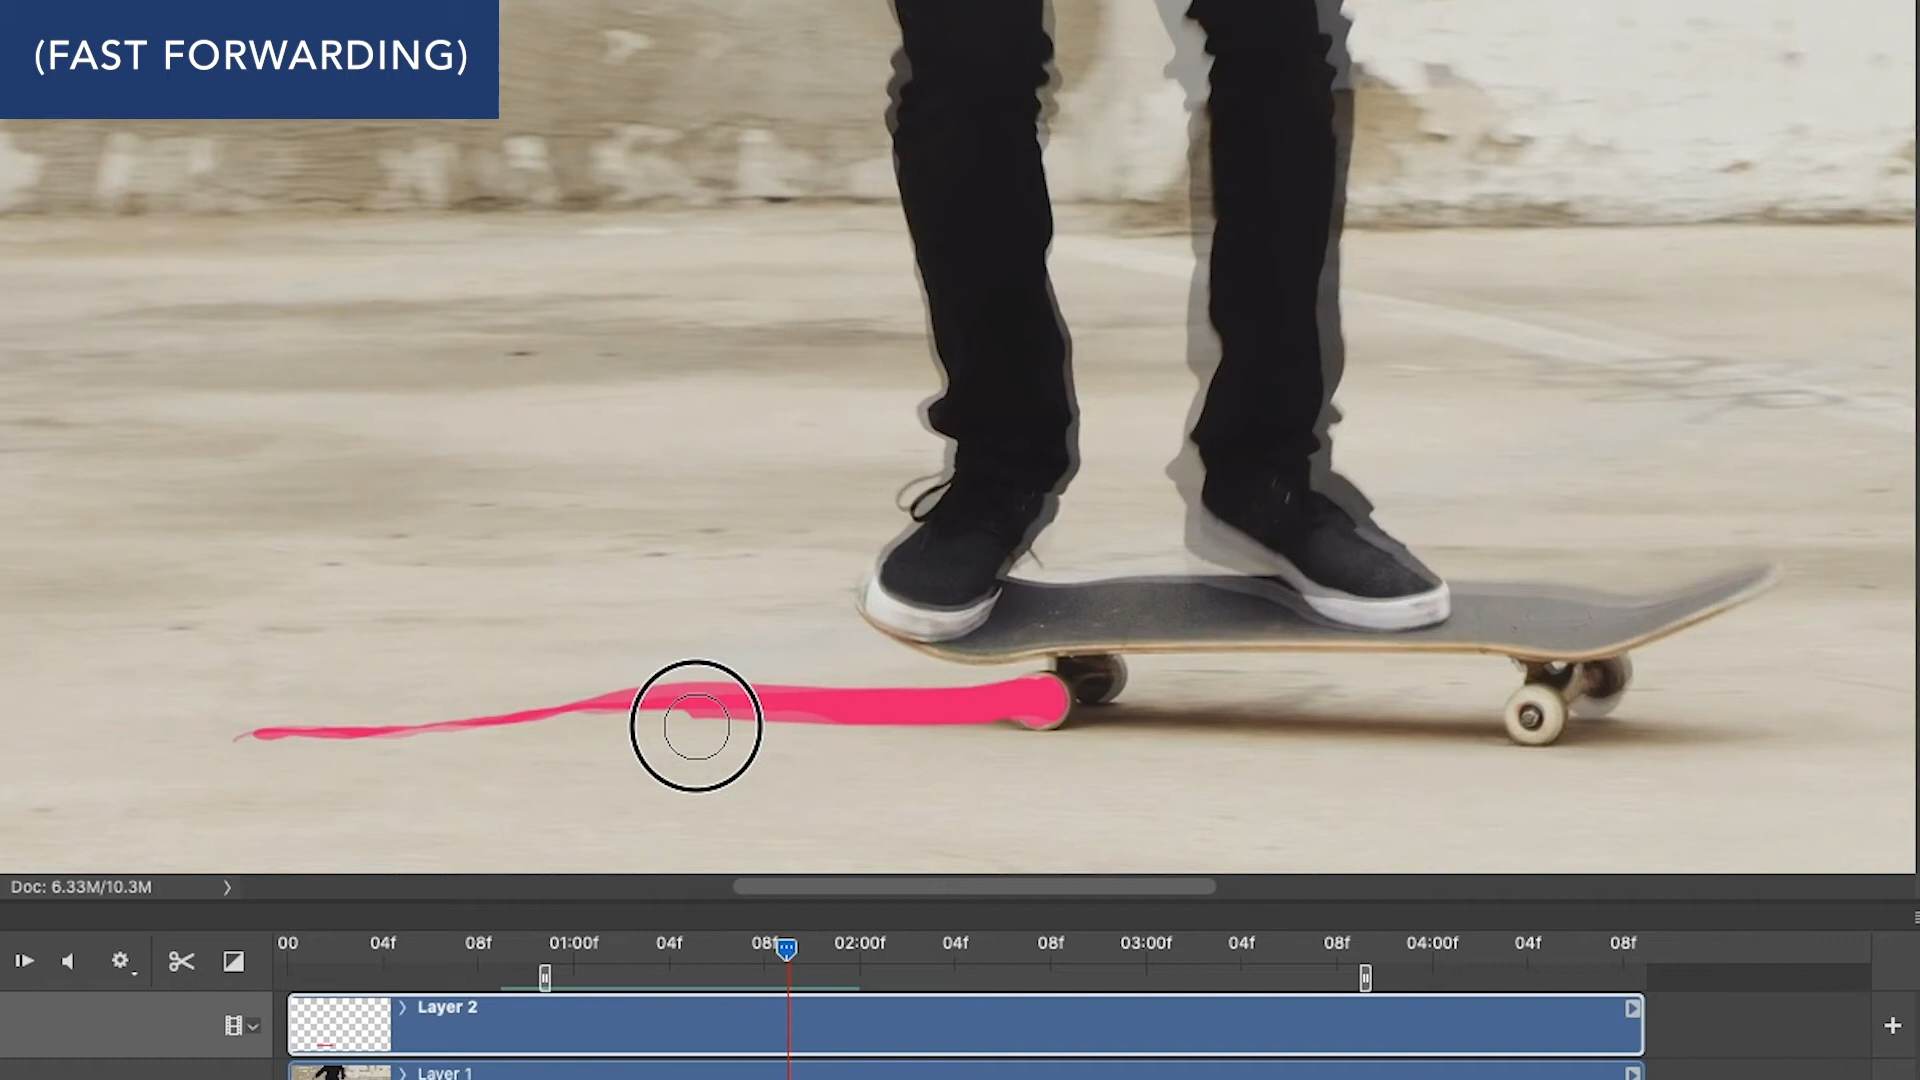 (FAST FORWARDING)
Doc: 6.33M/10.3M
00 04f 08f 01:00f 04f 08f 02:00f 04f 08f 03:00f 04f 08f 04:00f 04f 08f
Layer 2
Layer 1